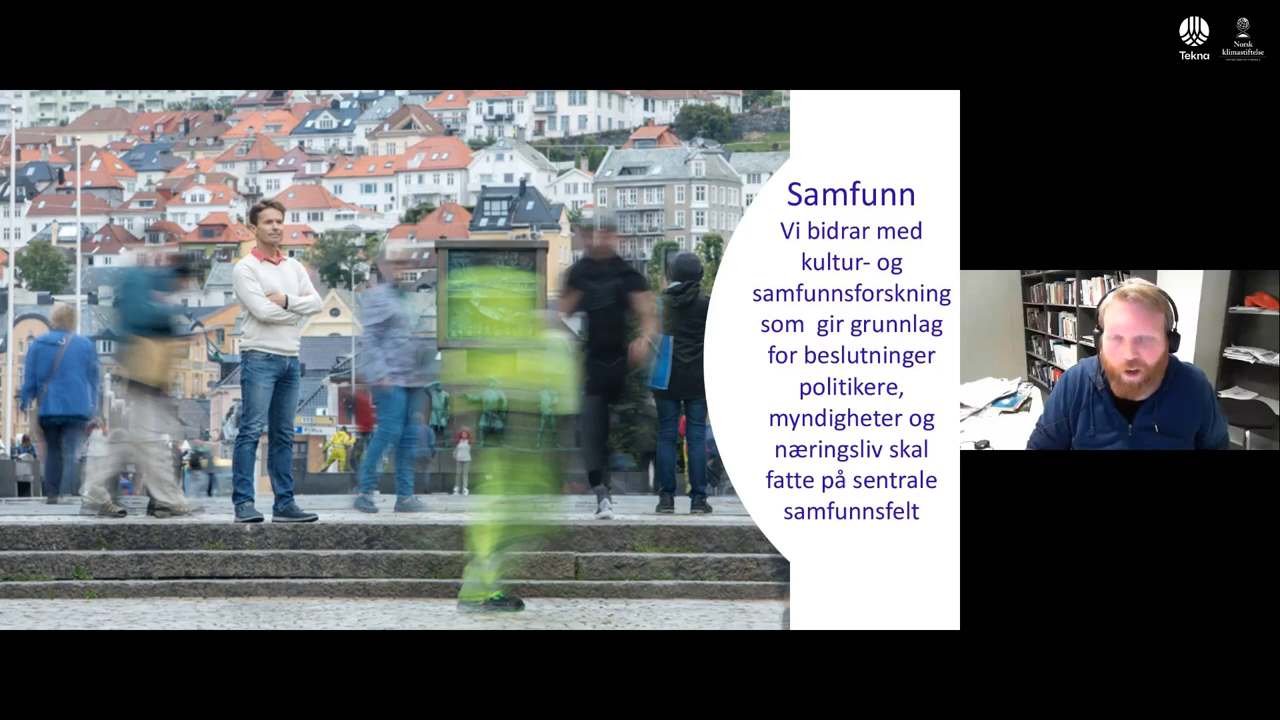 Tekna
Norsk
klimastiftelse
Samfunn
Vi bidrar med
kultur- og
samfunnsforskning
som gir grunnlag
for beslutninger
politikere,
myndigheter og
næringsliv skal
fatte på sentrale
samfunnsfelt